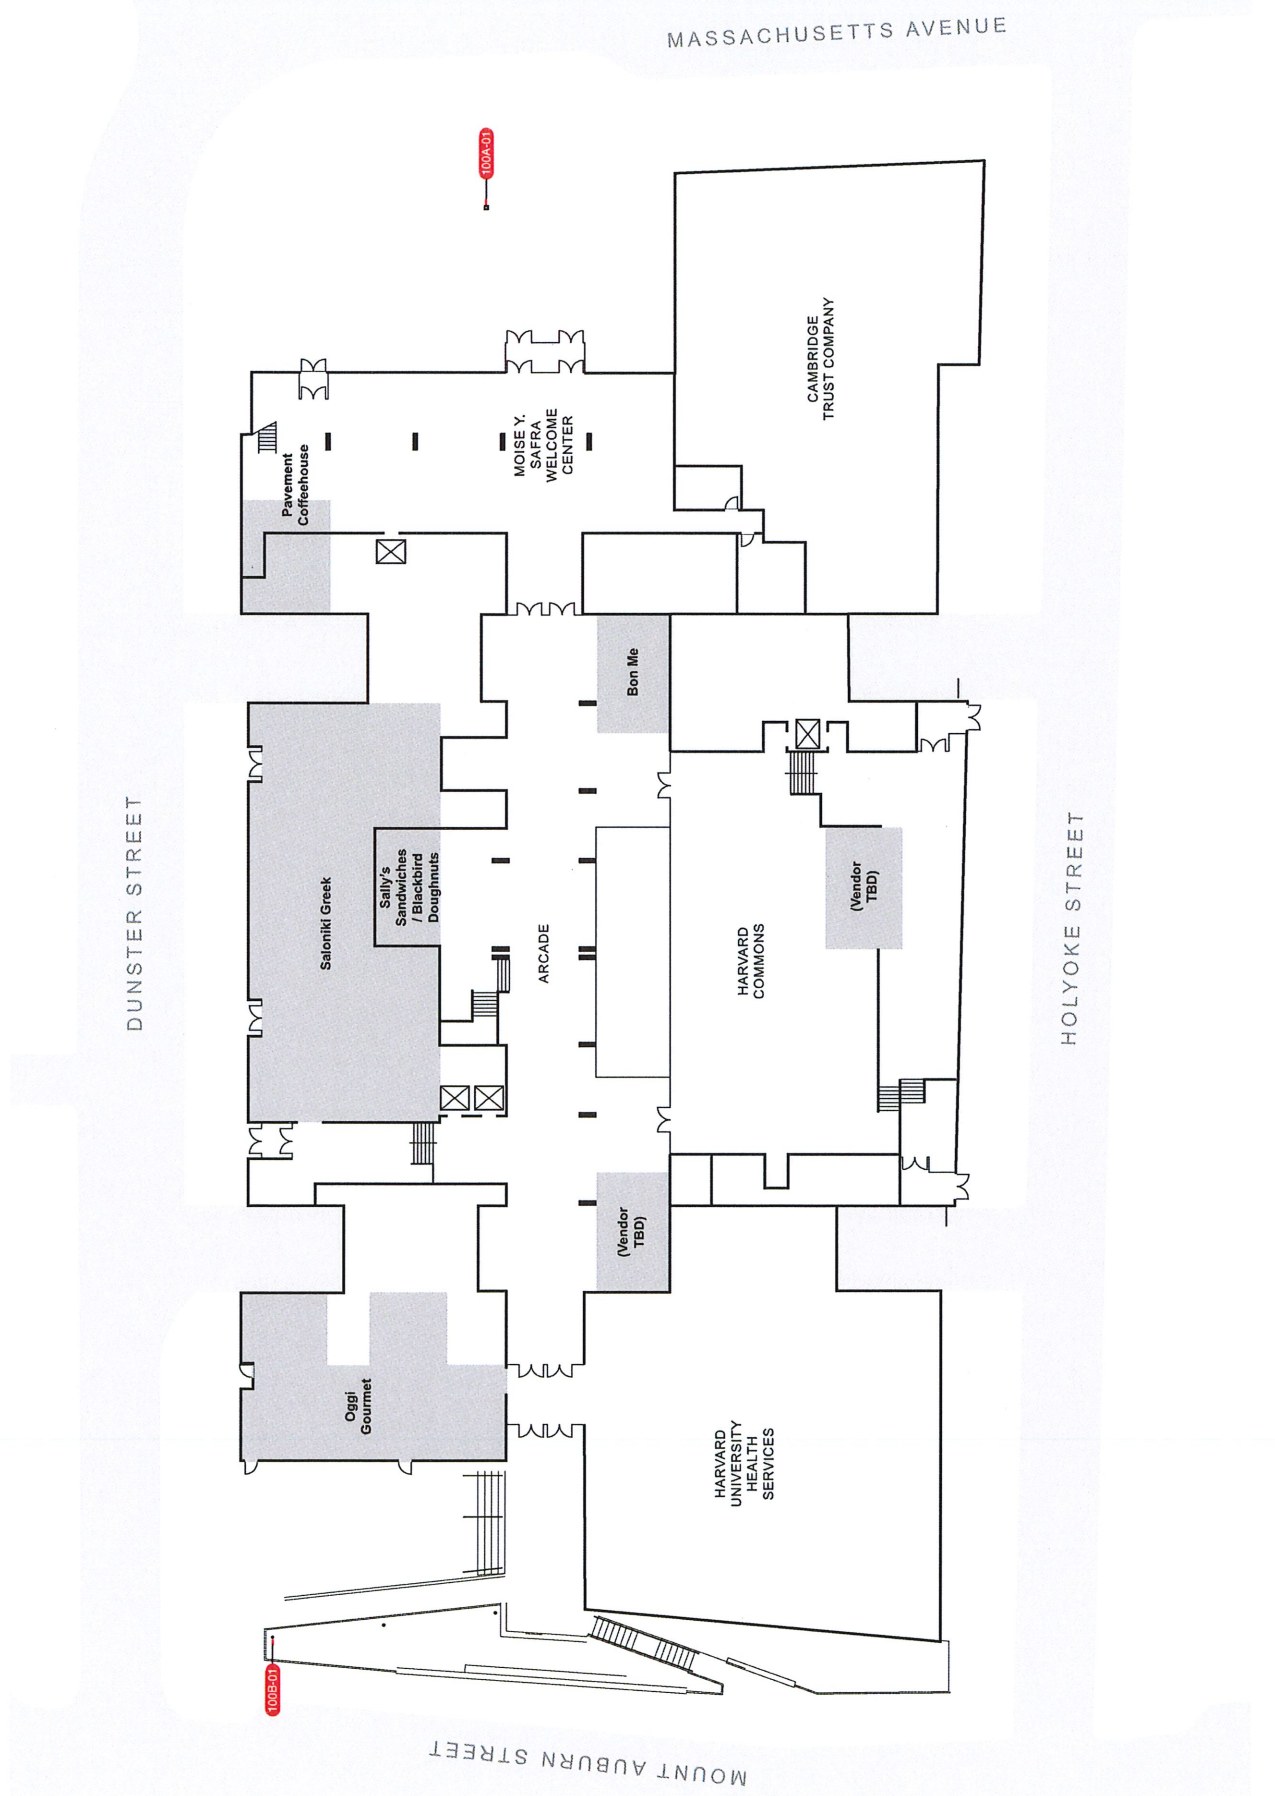 MASSACHUSETTS AVENUE
100A-01
CAMBRIDGE
TRUST COMPANY
MOISE Y.
SAFRA
WELCOME
CENTER
Pavement
Coffeehouse
Bon Me
DUNSTER STREET
Saloniki Greek
Sally's
Sandwiches
/ Blackbird
Doughnuts
ARCADE
HARVARD
COMMONS
(Vendor
TBD)
HOLYOKE STREET
(Vendor
TBD)
Oggi
Gourmet
HARVARD
UNIVERSITY
HEALTH
SERVICES
100B-01
MOUNT AUBURN STREET